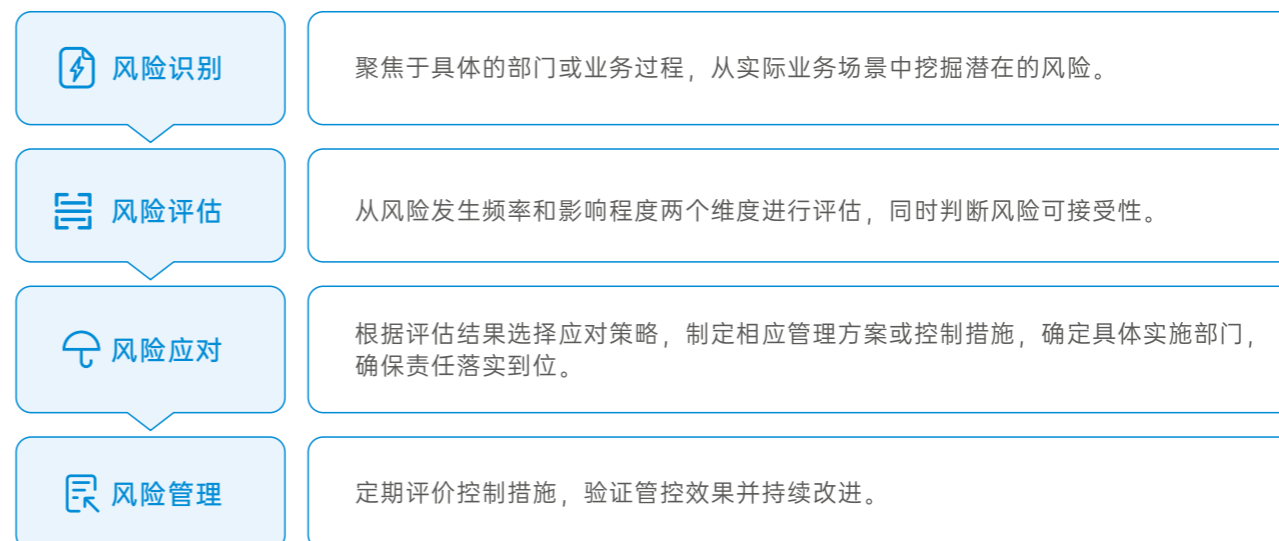 风险识别
聚焦于具体的部门或业务过程，从实际业务场景中挖掘潜在的风险。
风险评估
从风险发生频率和影响程度两个维度进行评估，同时判断风险可接受性。
风险应对
根据评估结果选择应对策略，制定相应管理方案或控制措施，确定具体实施部门，
确保责任落实到位。
风险管理
定期评价控制措施，验证管控效果并持续改进。